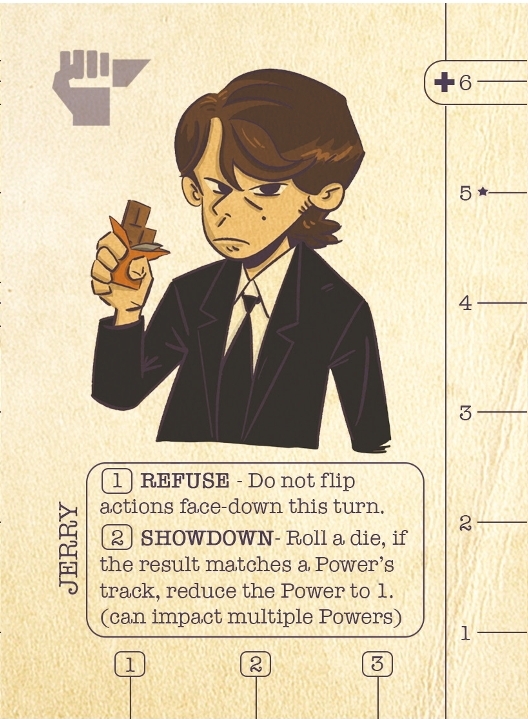 6
5
4
3
2
1
JERRY
1 REFUSE - Do not flip
actions face-down this turn.
2 SHOWDOWN- Roll a die, if
the result matches a Power's
track, reduce the Power to 1.
(can impact multiple Powers)
1 2 3